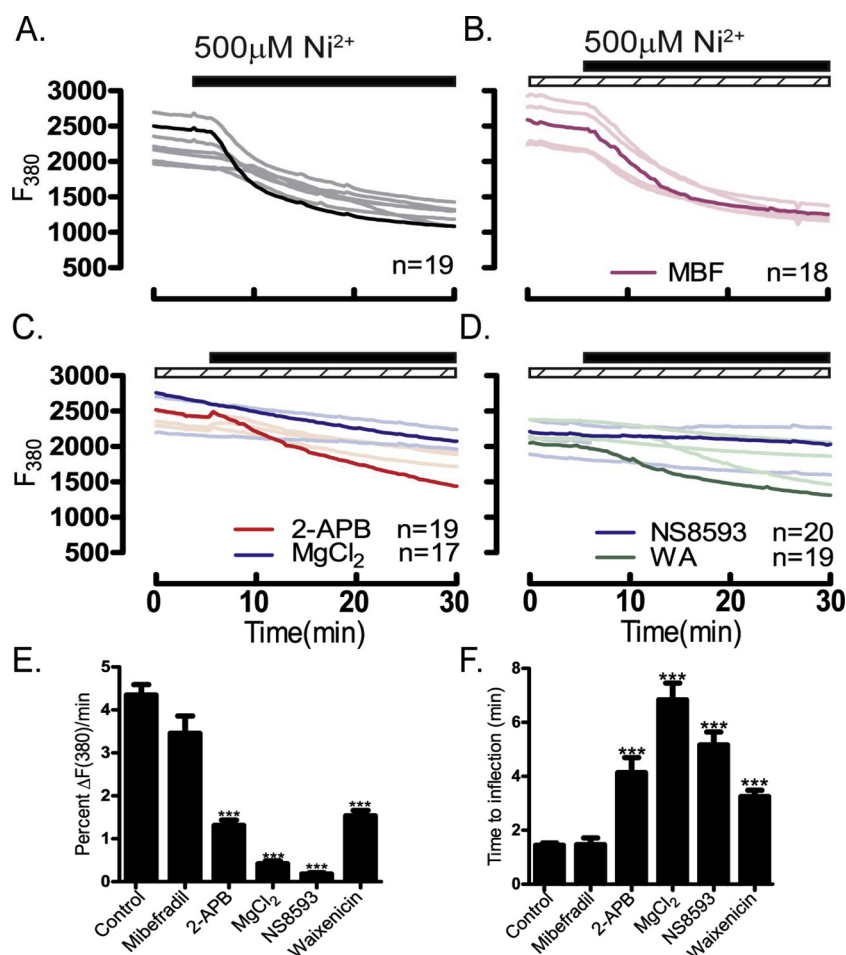 A.
500μM Ni²⁺
3000
2500
2000
1500
1000
500
F₃₈₀
n=19
B.
500μM Ni²⁺
MBF n=18
C.
3000
2500
2000
1500
1000
500
F₃₈₀
2-APB n=19
MgCl₂ n=17
0 10 20 30
Time(min)
D.
NS8593 n=20
WA n=19
0 10 20 30
Time(min)
E.
5
4
3
2
1
0
Percent ΔF(380)/min
***
***
***
***
Control
Mibefradil
2-APB
MgCl₂
NS8593
Waixenicin
F.
8
6
4
2
0
Time to inflection (min)
***
***
***
***
Control
Mibefradil
2-APB
MgCl₂
NS8593
Waixenicin